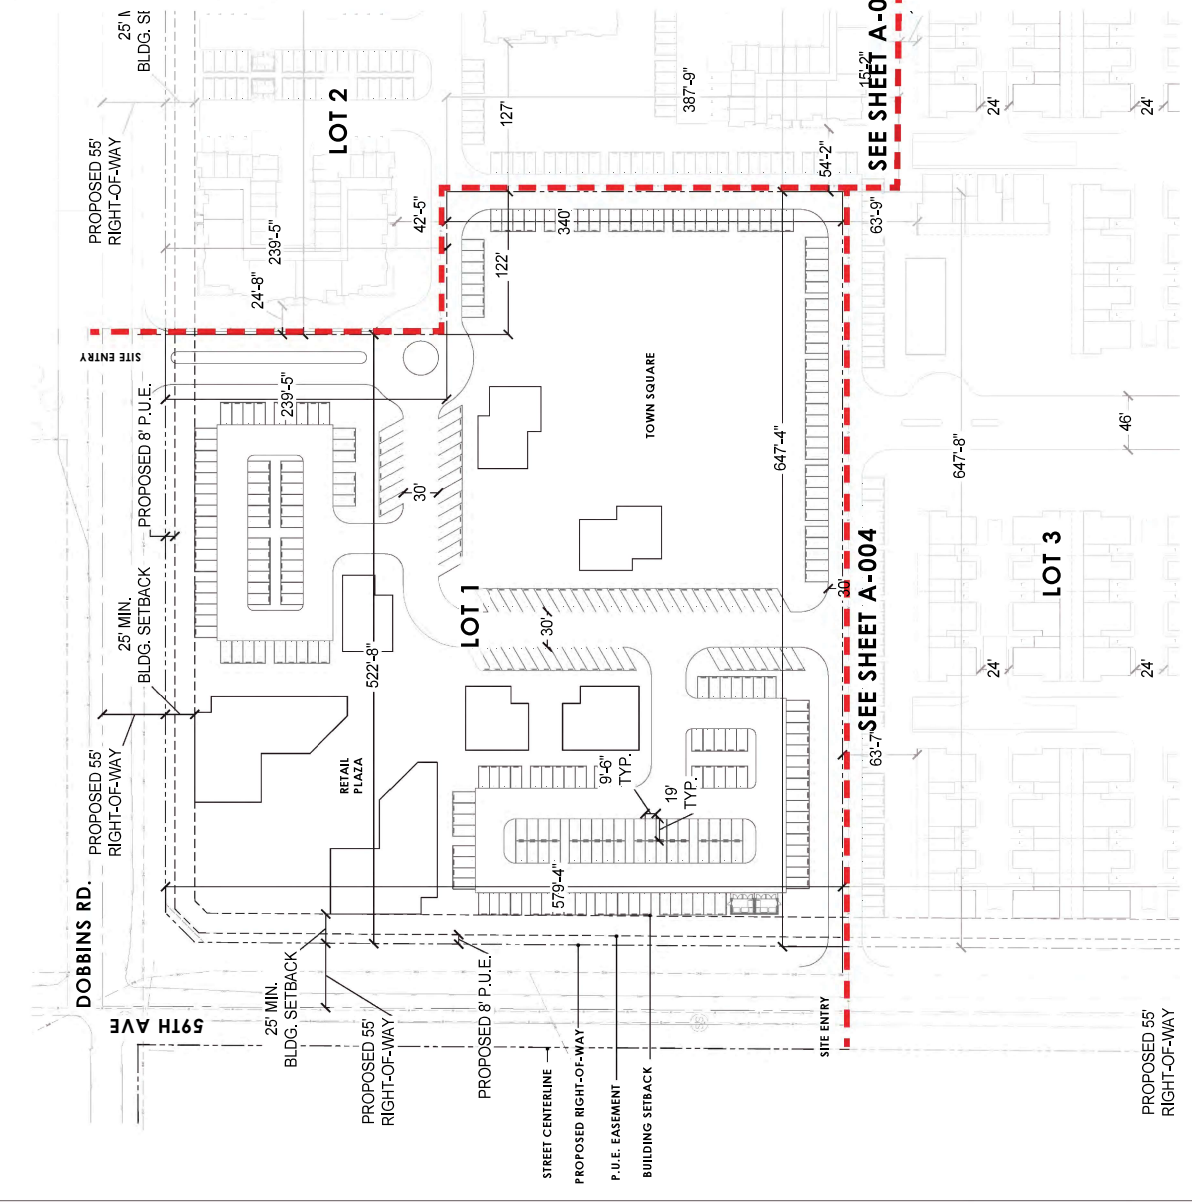 25' M
BLDG. SE
PROPOSED 55'
RIGHT-OF-WAY
LOT 2
127'
387'-9"
15'-2"
SEE SHEET A-0
24'
24'
54'-2"
42'-5"
239'-5"
24'-8"
340'
122'
63'-9"
SITE ENTRY
PROPOSED 8' P.U.E.
239'-5"
TOWN SQUARE
647'-4"
647'-8"
46'
30'
25' MIN.
BLDG. SETBACK
LOT 1
30'
30'
522'-8"
SEE SHEET A-004
LOT 3
24'
24'
63'-7"
PROPOSED 55'
RIGHT-OF-WAY
RETAIL
PLAZA
9'-6"
TYP.
19'
TYP.
579'-4"
DOBBINS RD.
59TH AVE
25' MIN.
BLDG. SETBACK
PROPOSED 55'
RIGHT-OF-WAY
PROPOSED 8' P.U.E.
STREET CENTERLINE
PROPOSED RIGHT-OF-WAY
P.U.E. EASEMENT
BUILDING SETBACK
SITE ENTRY
PROPOSED 55'
RIGHT-OF-WAY